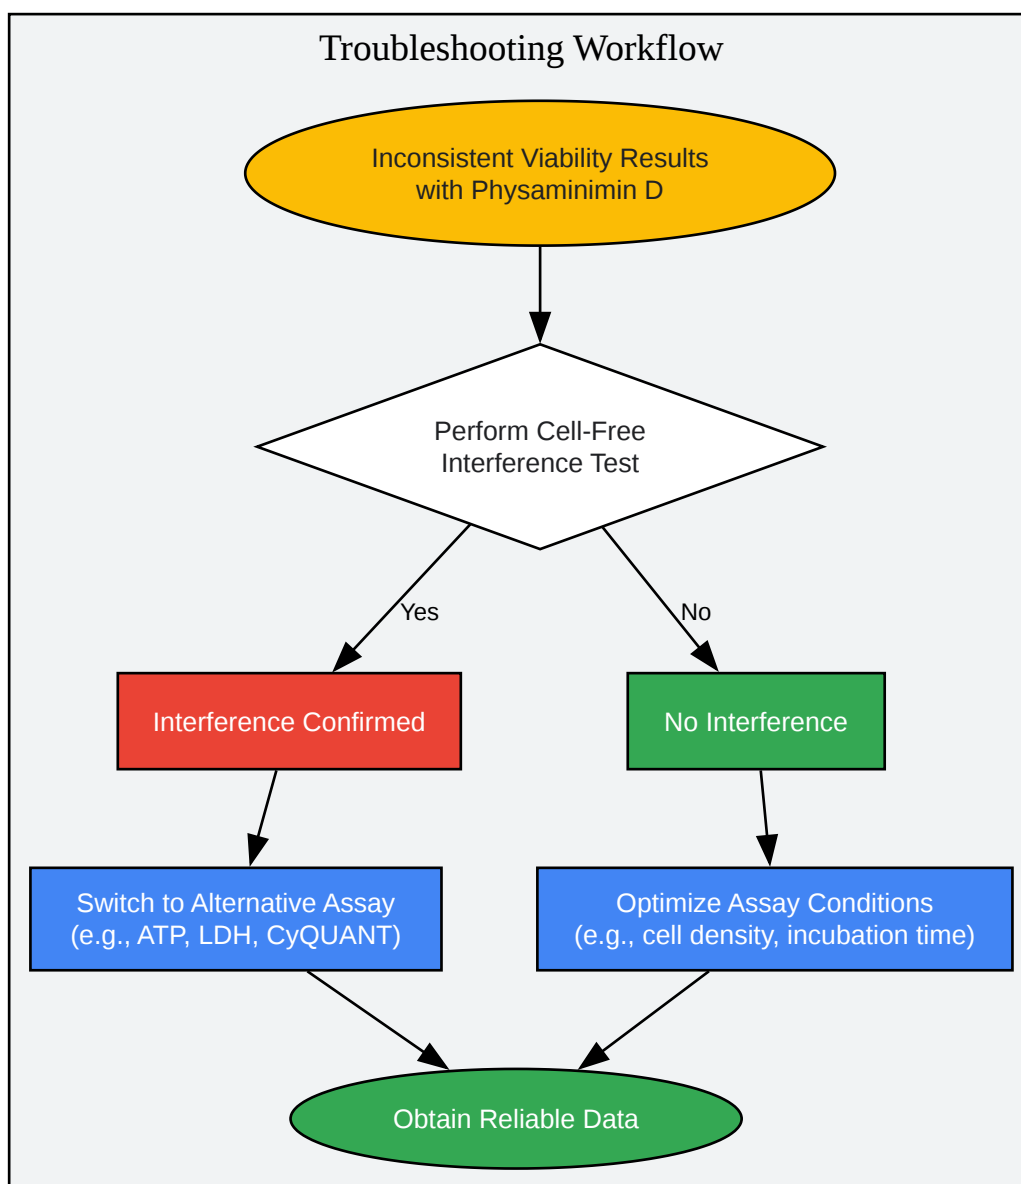 Troubleshooting Workflow
Inconsistent Viability Results
with Physaminimin D
Perform Cell-Free
Interference Test
Yes
No
Interference Confirmed
No Interference
Switch to Alternative Assay
(e.g., ATP, LDH, CyQUANT)
Optimize Assay Conditions
(e.g., cell density, incubation time)
Obtain Reliable Data